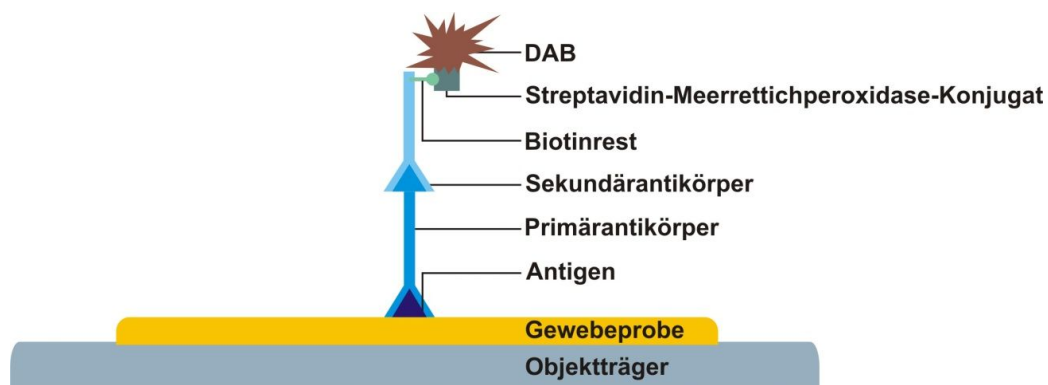 DAB
Streptavidin-Meerrettichperoxidase-Konjugat
Biotinrest
Sekundärantikörper
Primärantikörper
Antigen
Gewebeprobe
Objektträger